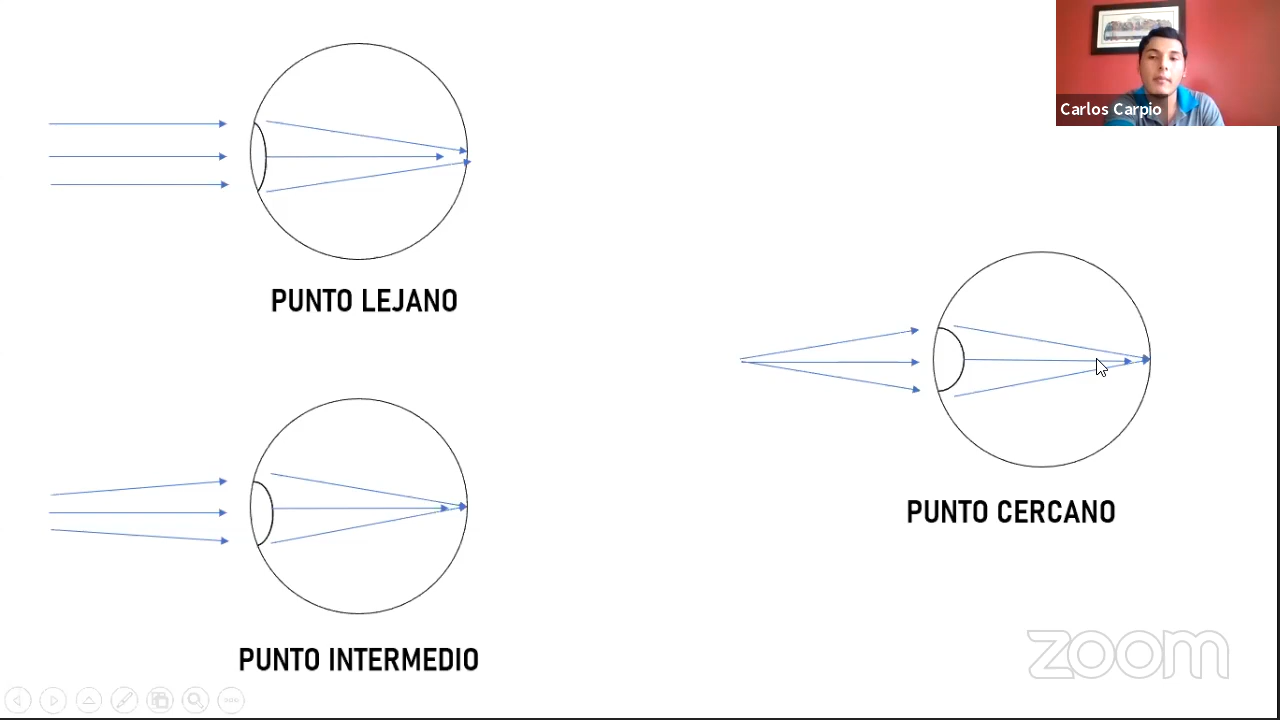 Carlos Carpio
PUNTO LEJANO
PUNTO CERCANO
PUNTO INTERMEDIO
zoom